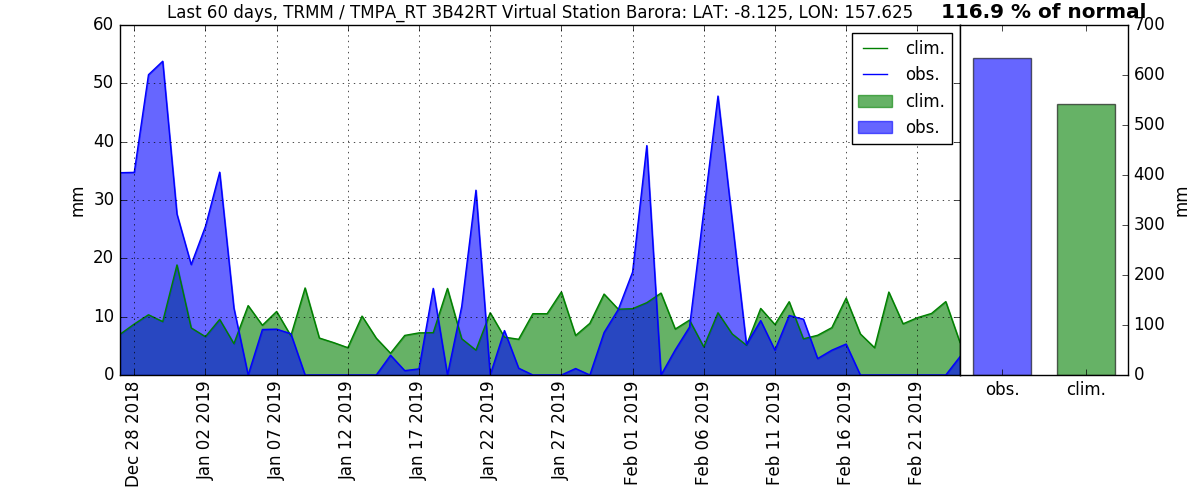 Last 60 days, TRMM / TMPA_RT 3B42RT Virtual Station Barora: LAT: -8.125, LON: 157.625
116.9 % of normal
60
50
40
30
20
10
0
mm
clim.
obs.
clim.
obs.
700
600
500
400
300
200
100
0
mm
obs.
clim.
Dec 28 2018
Jan 02 2019
Jan 07 2019
Jan 12 2019
Jan 17 2019
Jan 22 2019
Jan 27 2019
Feb 01 2019
Feb 06 2019
Feb 11 2019
Feb 16 2019
Feb 21 2019